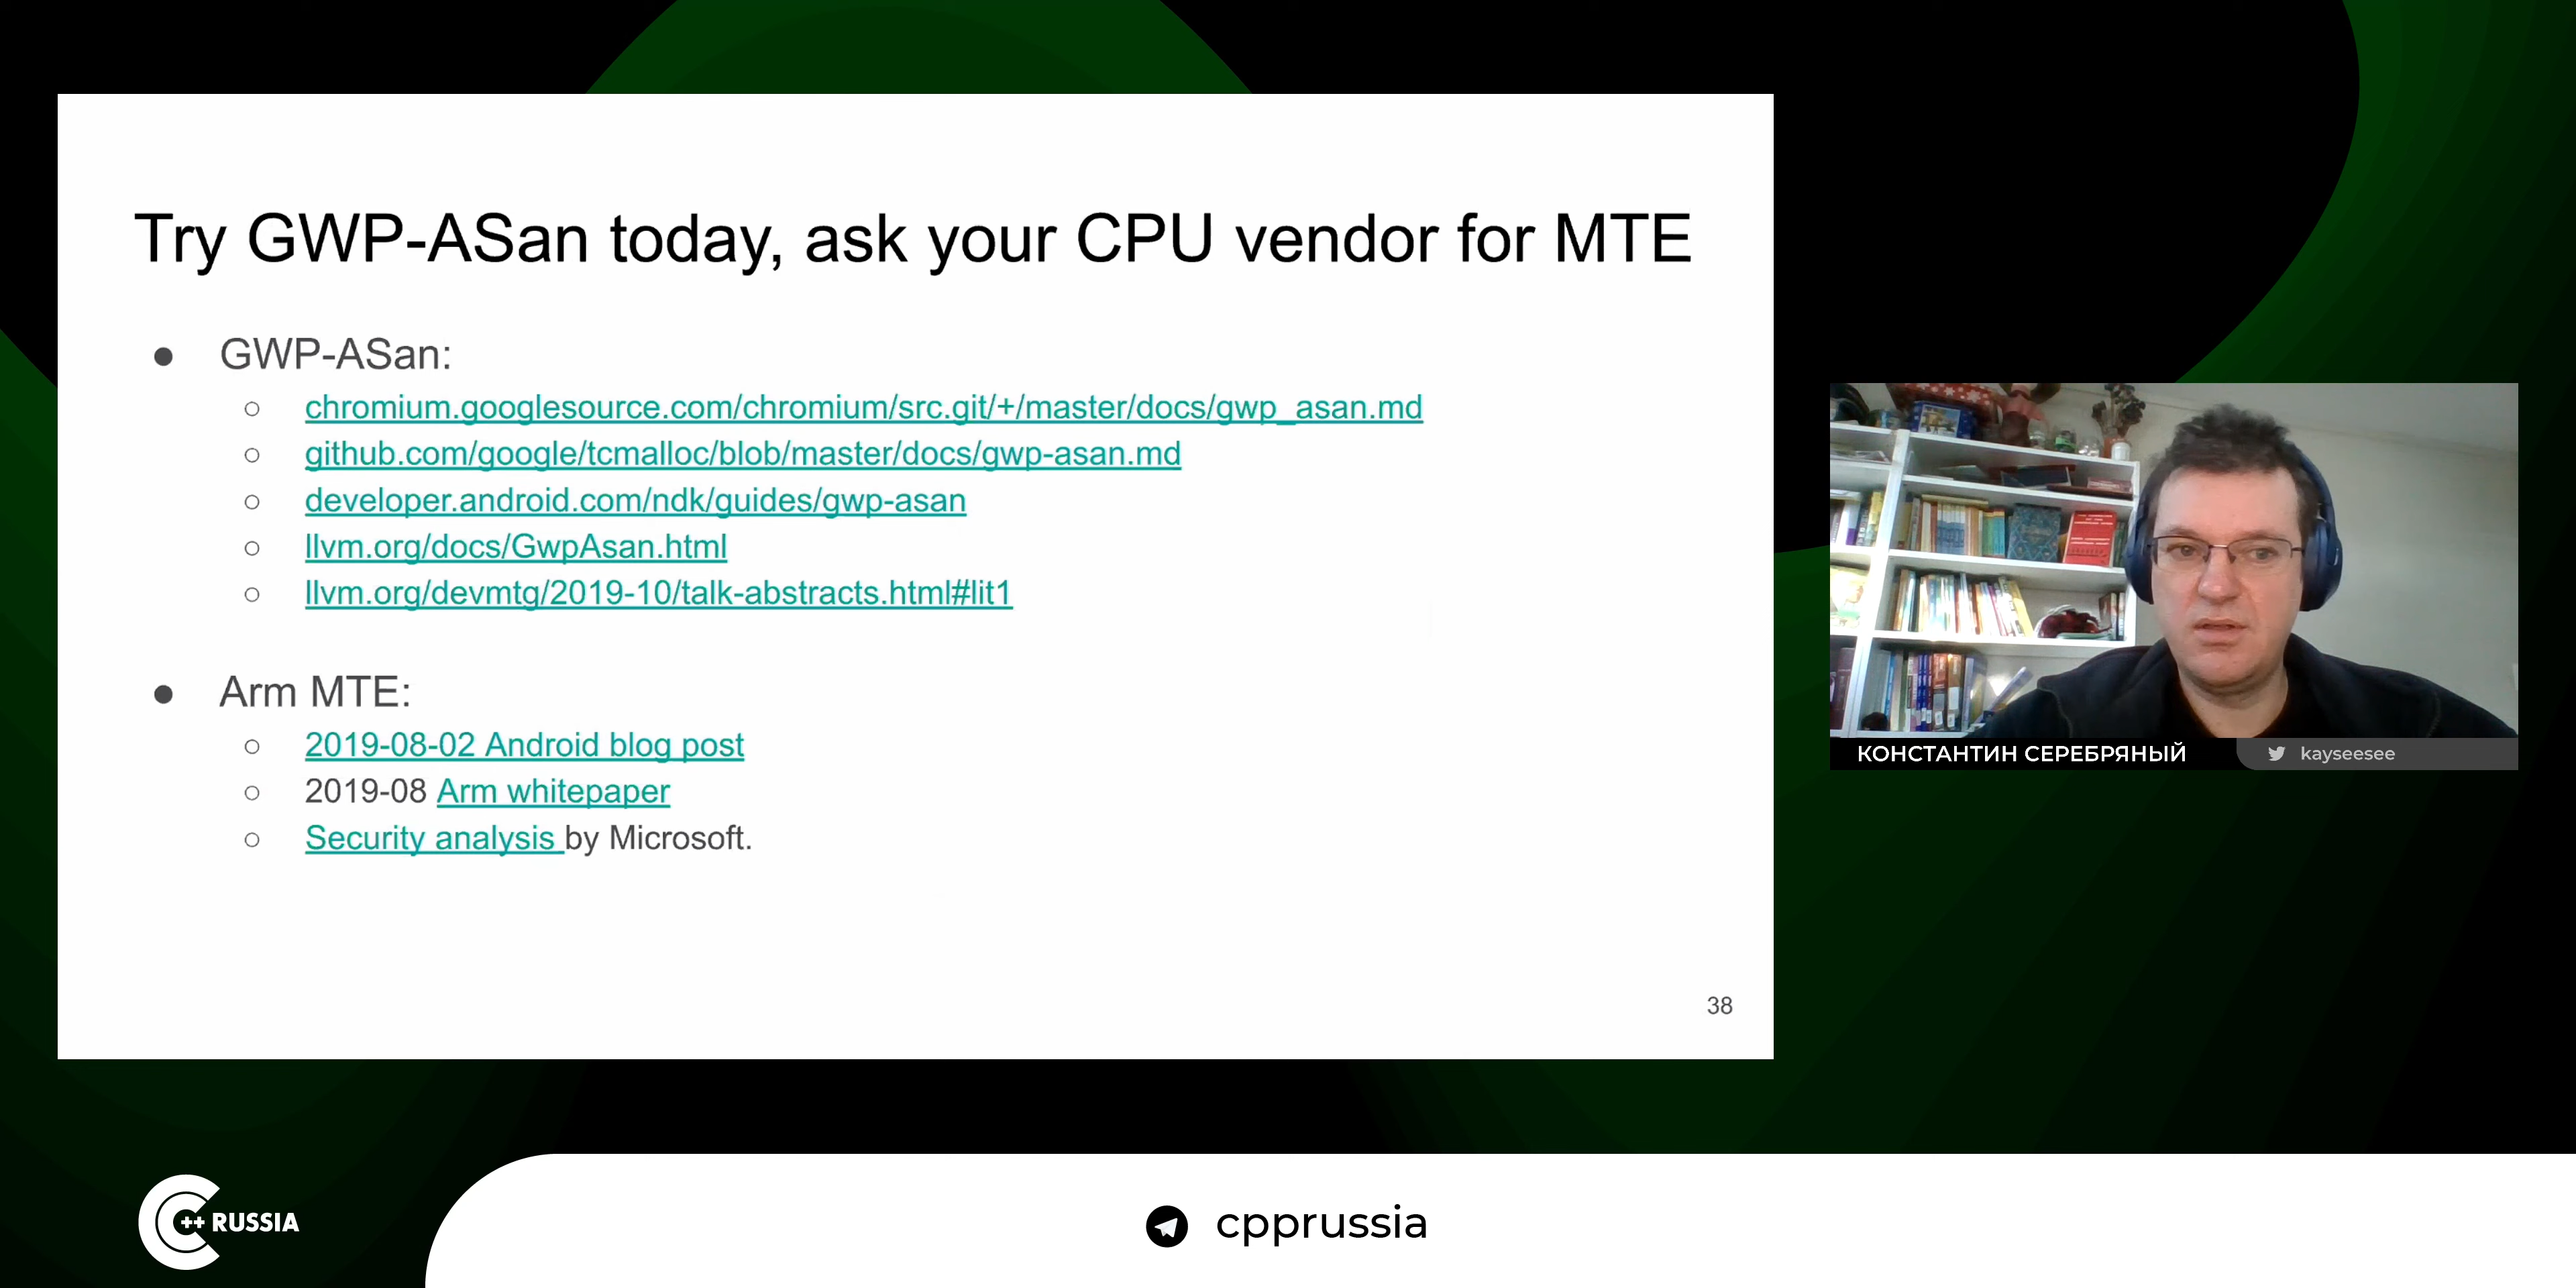 Try GWP-ASan today, ask your CPU vendor for MTE
● GWP-ASan:
○ chromium.googlesource.com/chromium/src.git/+/master/docs/gwp_asan.md
○ github.com/google/tcmalloc/blob/master/docs/gwp-asan.md
○ developer.android.com/ndk/guides/gwp-asan
○ llvm.org/docs/GwpAsan.html
○ llvm.org/devmtg/2019-10/talk-abstracts.html#lit1
● Arm MTE:
○ 2019-08-02 Android blog post
○ 2019-08 Arm whitepaper
○ Security analysis by Microsoft.
38
КОНСТАНТИН СЕРЕБРЯНЫЙ
kayseesee
C++ RUSSIA
cpprussia